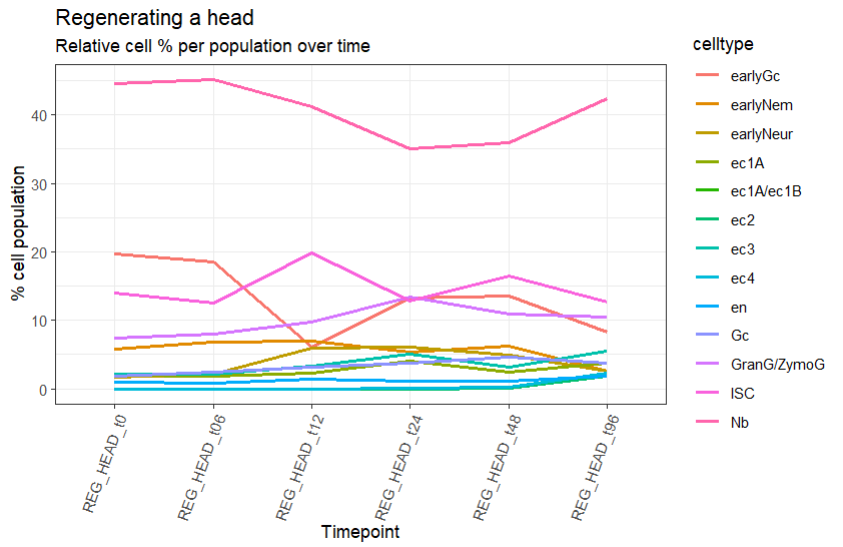 Regenerating a head
Relative cell % per population over time
% cell population
40
30
20
10
0
REG_HEAD_t0
REG_HEAD_t06
REG_HEAD_t12
REG_HEAD_t24
REG_HEAD_t48
REG_HEAD_t96
Timepoint
celltype
earlyGc
earlyNem
earlyNeur
ec1A
ec1A/ec1B
ec2
ec3
ec4
en
Gc
GranG/ZymoG
ISC
Nb